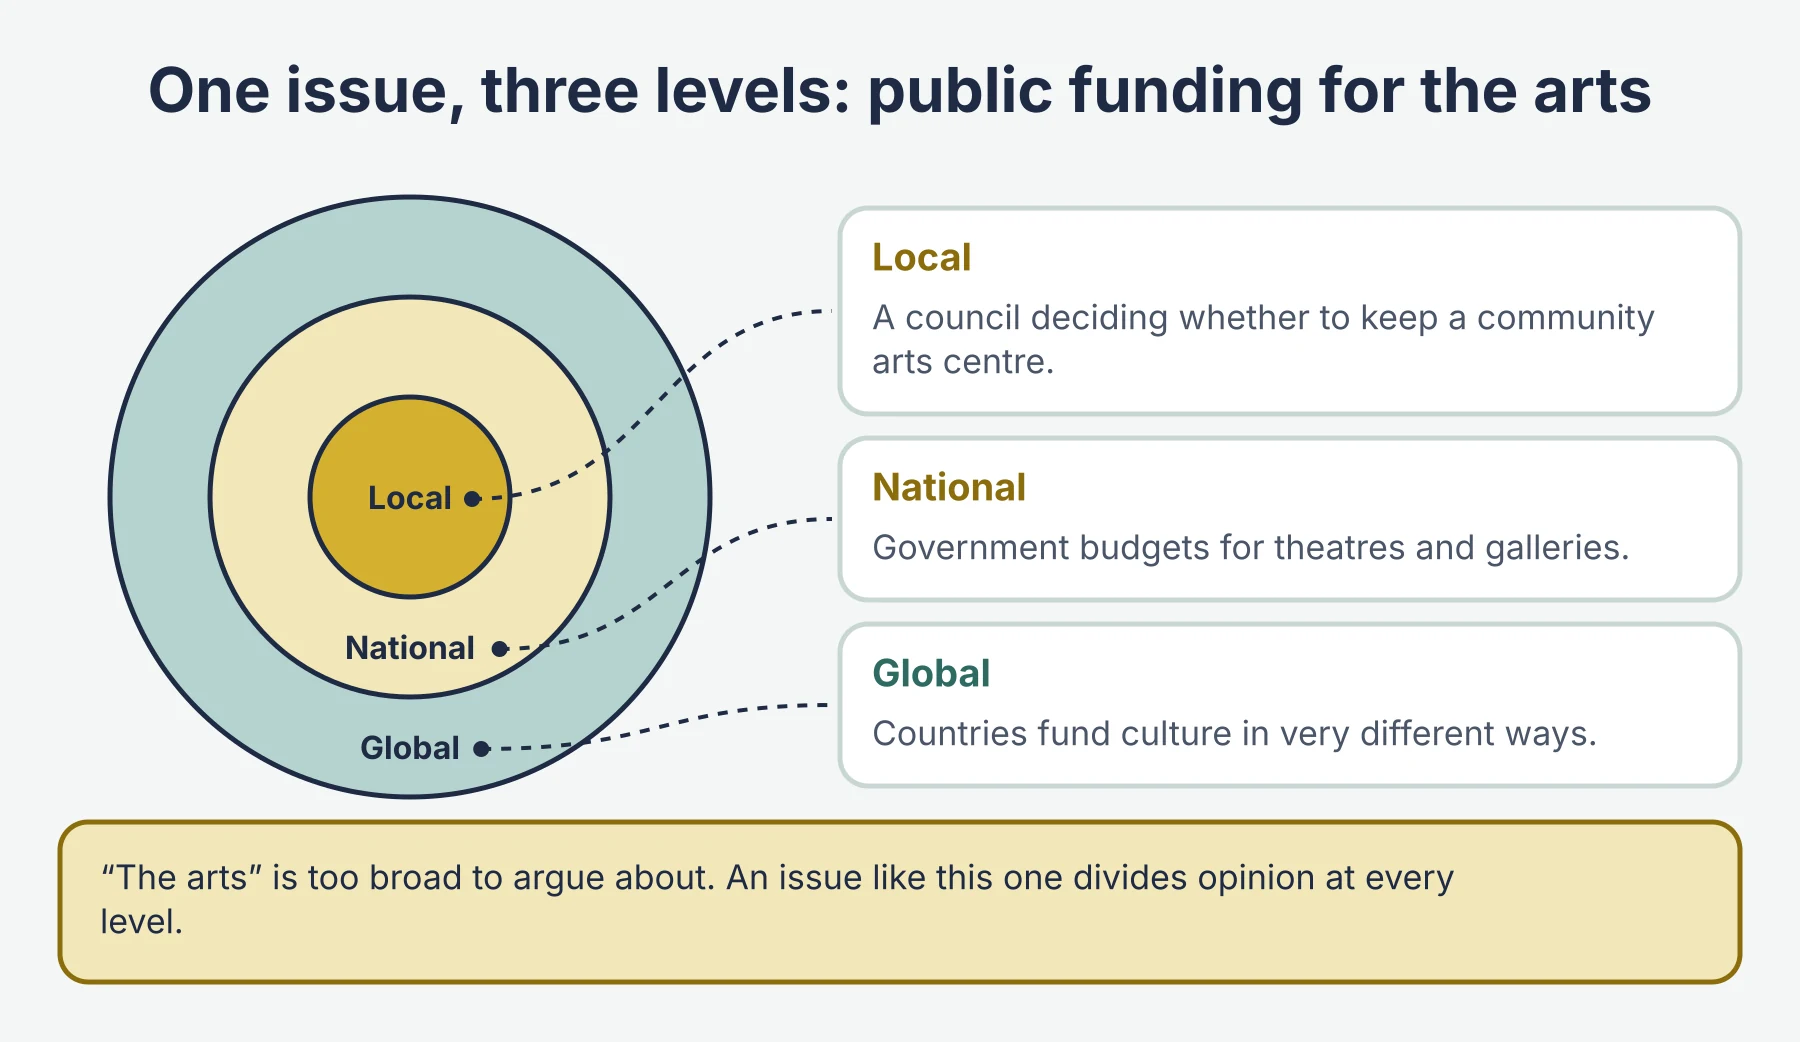 One issue, three levels: public funding for the arts
Local
National
Global
Local
A council deciding whether to keep a community
arts centre.
National
Government budgets for theatres and galleries.
Global
Countries fund culture in very different ways.
“The arts” is too broad to argue about. An issue like this one divides opinion at every
level.